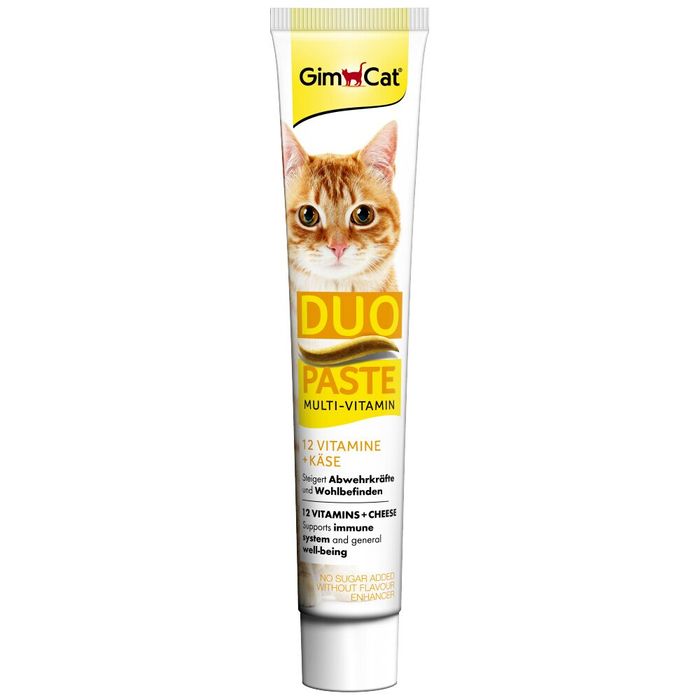 GimCat®
DUO
PASTE
MULTI-VITAMIN
12 VITAMINE
+KÄSE
Steigert Abwehrkräfte
und Wohlbefinden
12 VITAMINS+CHEESE
Supports immune
system and general
well-being
NO SUGAR ADDED
WITHOUT FLAVOUR
ENHANCER